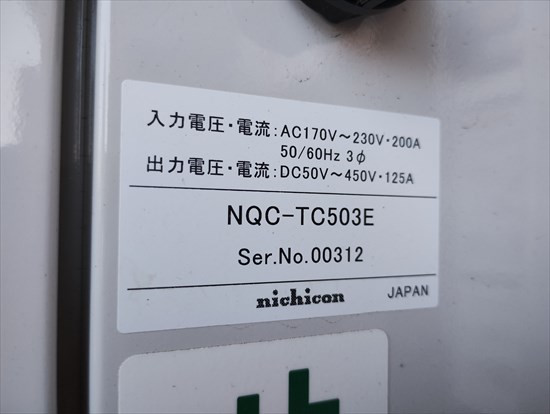 入力電圧・電流：AC170V～230V・200A
50/60Hz 3φ
出力電圧・電流：DC50V～450V・125A
NQC-TC503E
Ser.No.00312
nichicon JAPAN